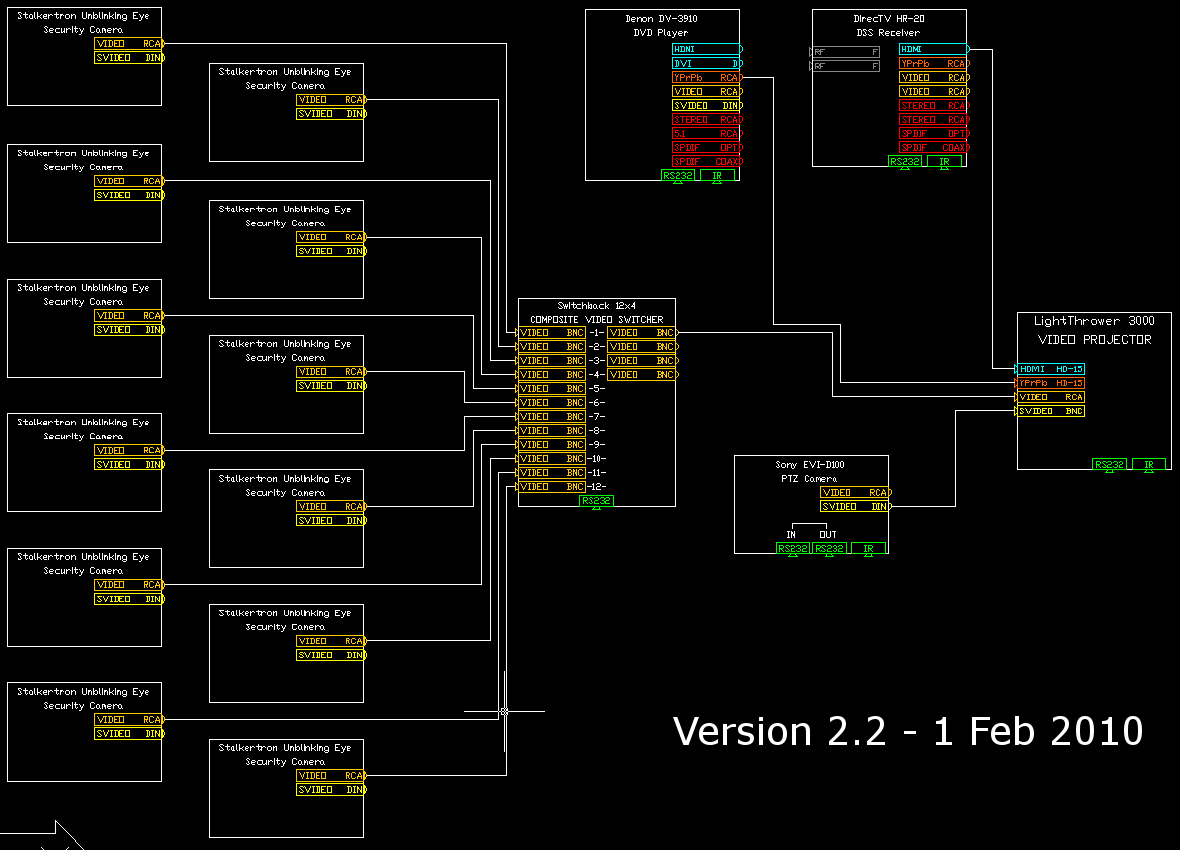 Stalkertron Unblinking Eye
Security Camera
VIDEO RCA
SVIDEO DIN
Stalkertron Unblinking Eye
Security Camera
VIDEO RCA
SVIDEO DIN
Stalkertron Unblinking Eye
Security Camera
VIDEO RCA
SVIDEO DIN
Stalkertron Unblinking Eye
Security Camera
VIDEO RCA
SVIDEO DIN
Stalkertron Unblinking Eye
Security Camera
VIDEO RCA
SVIDEO DIN
Stalkertron Unblinking Eye
Security Camera
VIDEO RCA
SVIDEO DIN
Stalkertron Unblinking Eye
Security Camera
VIDEO RCA
SVIDEO DIN
Stalkertron Unblinking Eye
Security Camera
VIDEO RCA
SVIDEO DIN
Stalkertron Unblinking Eye
Security Camera
VIDEO RCA
SVIDEO DIN
Stalkertron Unblinking Eye
Security Camera
VIDEO RCA
SVIDEO DIN
Stalkertron Unblinking Eye
Security Camera
VIDEO RCA
SVIDEO DIN
Stalkertron Unblinking Eye
Security Camera
VIDEO RCA
SVIDEO DIN
Denon DV-3910
DVD Player
HDMI
DVI D
YPrPb RCA
VIDEO RCA
SVIDEO DIN
STEREO RCA
5.1 RCA
SPDIF OPT
SPDIF COAX
RS232 IR
DirecTV HR-20
DSS Receiver
RF F
RF F
HDMI
YPrPb RCA
VIDEO RCA
VIDEO RCA
STEREO RCA
STEREO RCA
SPDIF OPT
SPDIF COAX
RS232 IR
Switchback 12x4
COMPOSITE VIDEO SWITCHER
VIDEO BNC -1- VIDEO BNC
VIDEO BNC -2- VIDEO BNC
VIDEO BNC -3- VIDEO BNC
VIDEO BNC -4- VIDEO BNC
VIDEO BNC -5-
VIDEO BNC -6-
VIDEO BNC -7-
VIDEO BNC -8-
VIDEO BNC -9-
VIDEO BNC -10-
VIDEO BNC -11-
VIDEO BNC -12-
RS232
LightThrower 3000
VIDEO PROJECTOR
HDMI HD-15
YPrPb HD-15
VIDEO RCA
SVIDEO BNC
RS232 IR
Sony EVI-D100
PTZ Camera
VIDEO RCA
SVIDEO DIN
IN OUT
RS232 RS232 IR
Version 2.2 - 1 Feb 2010